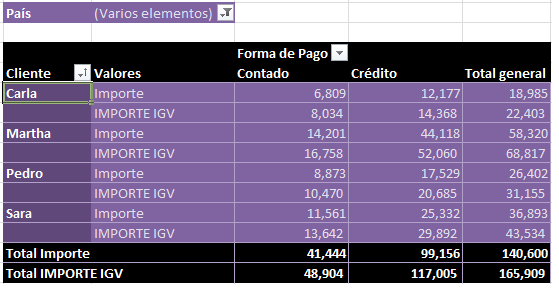 País (Varios elementos)
Forma de Pago
Cliente Valores Contado Crédito Total general
Carla Importe 6,809 12,177 18,985
IMPORTE IGV 8,034 14,368 22,403
Martha Importe 14,201 44,118 58,320
IMPORTE IGV 16,758 52,060 68,817
Pedro Importe 8,873 17,529 26,402
IMPORTE IGV 10,470 20,685 31,155
Sara Importe 11,561 25,332 36,893
IMPORTE IGV 13,642 29,892 43,534
Total Importe 41,444 99,156 140,600
Total IMPORTE IGV 48,904 117,005 165,909